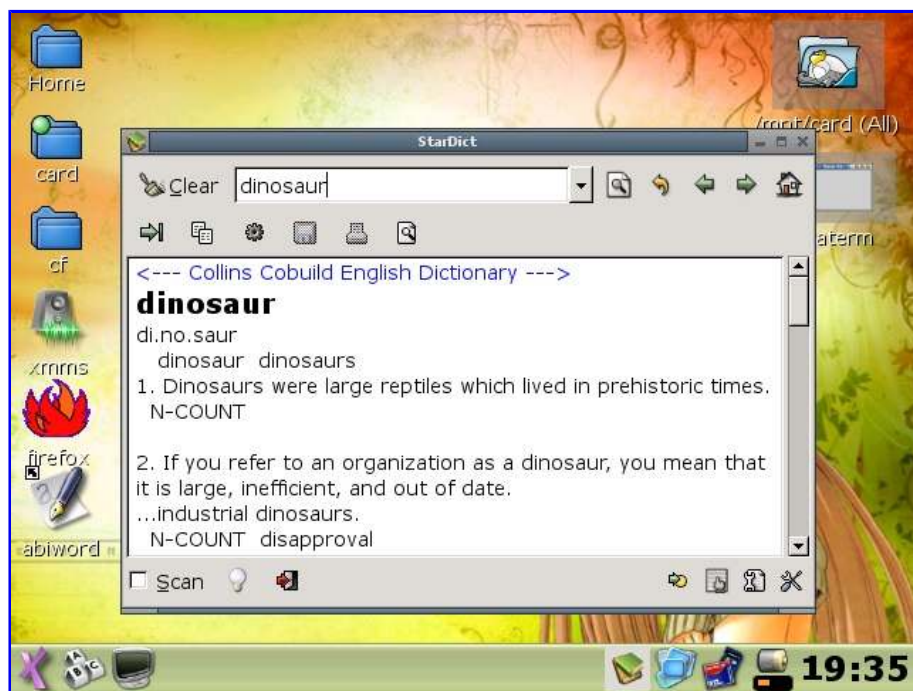 Home
/mnt/card (All)
StarDict
card
Clear dinosaur
cf
aterm
<--- Collins Cobuild English Dictionary --->
dinosaur
di.no.saur
dinosaur dinosaurs
xmms
1. Dinosaurs were large reptiles which lived in prehistoric times.
N-COUNT
firefox
2. If you refer to an organization as a dinosaur, you mean that
it is large, inefficient, and out of date.
...industrial dinosaurs.
N-COUNT disapproval
abiword
Scan
A
B C
19:35